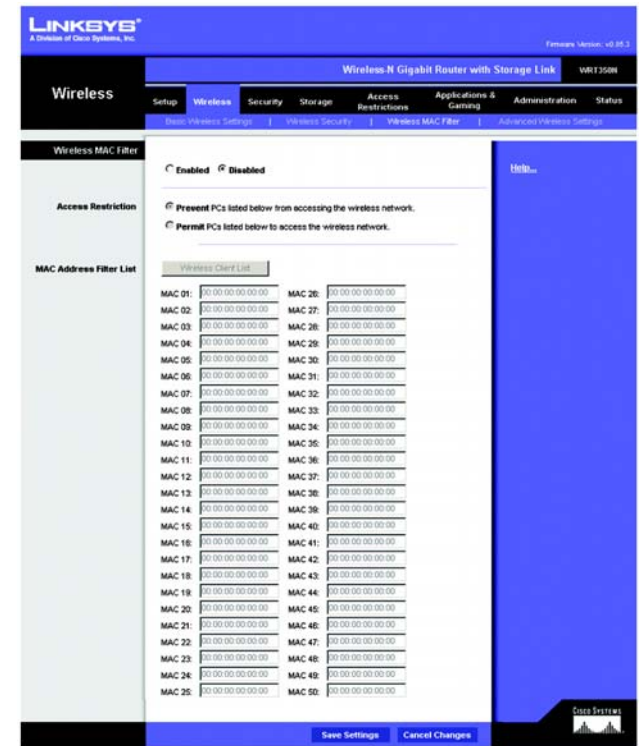 LINKSYS®
A Division of Cisco Systems, Inc.
Firmware Version: v0.85.3
Wireless-N Gigabit Router with Storage Link WRT350N
Wireless
Setup Wireless Security Storage Access Restrictions Applications & Gaming Administration Status
Basic Wireless Settings | Wireless Security | Wireless MAC Filter | Advanced Wireless Settings
Wireless MAC Filter
Enabled Disabled
Help...
Access Restriction
Prevent PCs listed below from accessing the wireless network.
Permit PCs listed below to access the wireless network.
MAC Address Filter List
Wireless Client List
MAC 01: 00:00:00:00:00:00 MAC 26: 00:00:00:00:00:00
MAC 02: 00:00:00:00:00:00 MAC 27: 00:00:00:00:00:00
MAC 03: 00:00:00:00:00:00 MAC 28: 00:00:00:00:00:00
MAC 04: 00:00:00:00:00:00 MAC 29: 00:00:00:00:00:00
MAC 05: 00:00:00:00:00:00 MAC 30: 00:00:00:00:00:00
MAC 06: 00:00:00:00:00:00 MAC 31: 00:00:00:00:00:00
MAC 07: 00:00:00:00:00:00 MAC 32: 00:00:00:00:00:00
MAC 08: 00:00:00:00:00:00 MAC 33: 00:00:00:00:00:00
MAC 09: 00:00:00:00:00:00 MAC 34: 00:00:00:00:00:00
MAC 10: 00:00:00:00:00:00 MAC 35: 00:00:00:00:00:00
MAC 11: 00:00:00:00:00:00 MAC 36: 00:00:00:00:00:00
MAC 12: 00:00:00:00:00:00 MAC 37: 00:00:00:00:00:00
MAC 13: 00:00:00:00:00:00 MAC 38: 00:00:00:00:00:00
MAC 14: 00:00:00:00:00:00 MAC 39: 00:00:00:00:00:00
MAC 15: 00:00:00:00:00:00 MAC 40: 00:00:00:00:00:00
MAC 16: 00:00:00:00:00:00 MAC 41: 00:00:00:00:00:00
MAC 17: 00:00:00:00:00:00 MAC 42: 00:00:00:00:00:00
MAC 18: 00:00:00:00:00:00 MAC 43: 00:00:00:00:00:00
MAC 19: 00:00:00:00:00:00 MAC 44: 00:00:00:00:00:00
MAC 20: 00:00:00:00:00:00 MAC 45: 00:00:00:00:00:00
MAC 21: 00:00:00:00:00:00 MAC 46: 00:00:00:00:00:00
MAC 22: 00:00:00:00:00:00 MAC 47: 00:00:00:00:00:00
MAC 23: 00:00:00:00:00:00 MAC 48: 00:00:00:00:00:00
MAC 24: 00:00:00:00:00:00 MAC 49: 00:00:00:00:00:00
MAC 25: 00:00:00:00:00:00 MAC 50: 00:00:00:00:00:00
CISCO SYSTEMS
Save Settings Cancel Changes